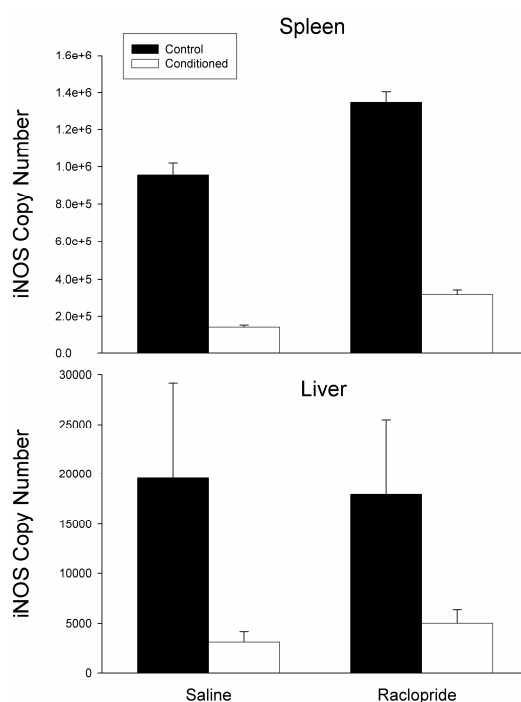 Spleen
Control
Conditioned
iNOS Copy Number
1.6e+6
1.4e+6
1.2e+6
1.0e+6
8.0e+5
6.0c+5
4.0e+5
2.0e+5
0.0
Liver
iNOS Copy Number
30000
25000
20000
15000
10000
5000
0
Saline
Raclopride